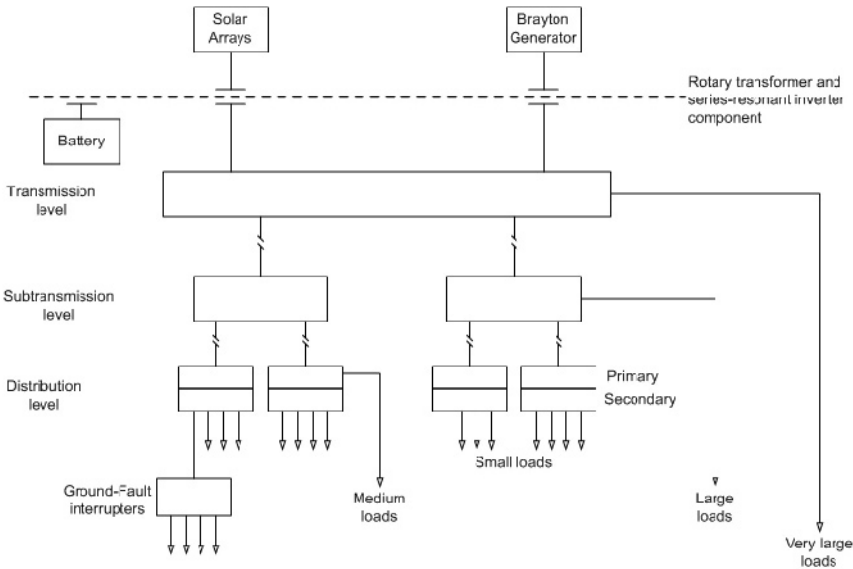 Solar
Arrays
Brayton
Generator
Rotary transformer and
series-resonant inverter
component
Battery
Transmission
level
Subtransmission
level
Distribution
level
Primary
Secondary
Small loads
Ground-Fault
interrupters
Medium
loads
Large
loads
Very large
loads